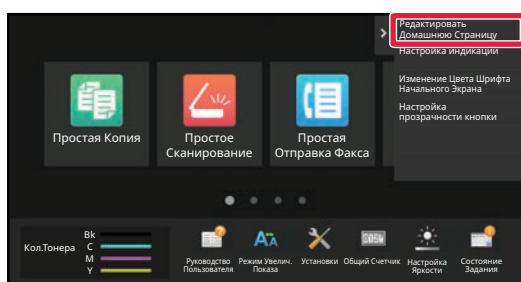 Редактировать
Домашнюю Страницу
Настройка индикации
Изменение Цвета Шрифта
Начального Экрана
Настройка
прозрачности кнопки
Простая Копия
Простое
Сканирование
Простая
Отправка Факса
Кол.Тонера
Bk
C
M
Y
Руководство
Пользователя
Режим Увелич.
Показа
Установки
Общий Счетчик
Настройка
Яркости
Состояние
Задания